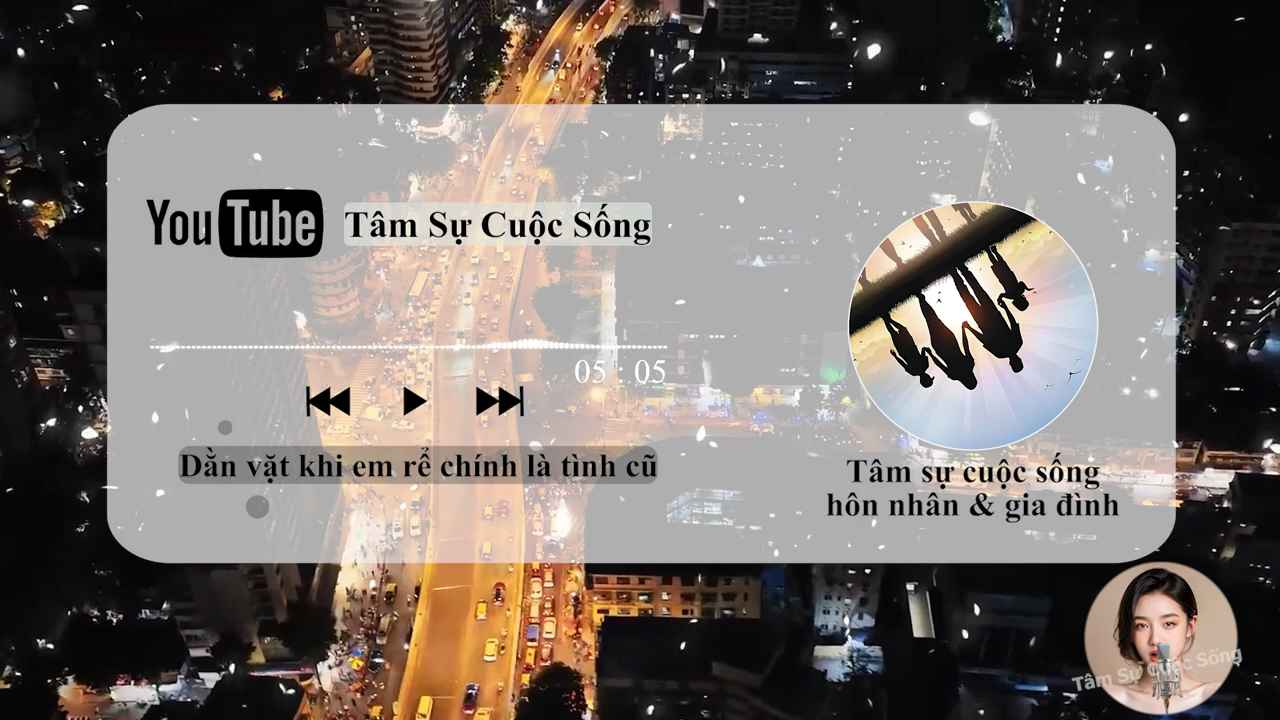 YouTube
Tâm Sự Cuộc Sống
05 : 05
Dằn vặt khi em rể chính là tình cũ
Tâm sự cuộc sống
hôn nhân & gia đình
Tâm Sự Cuộc Sống